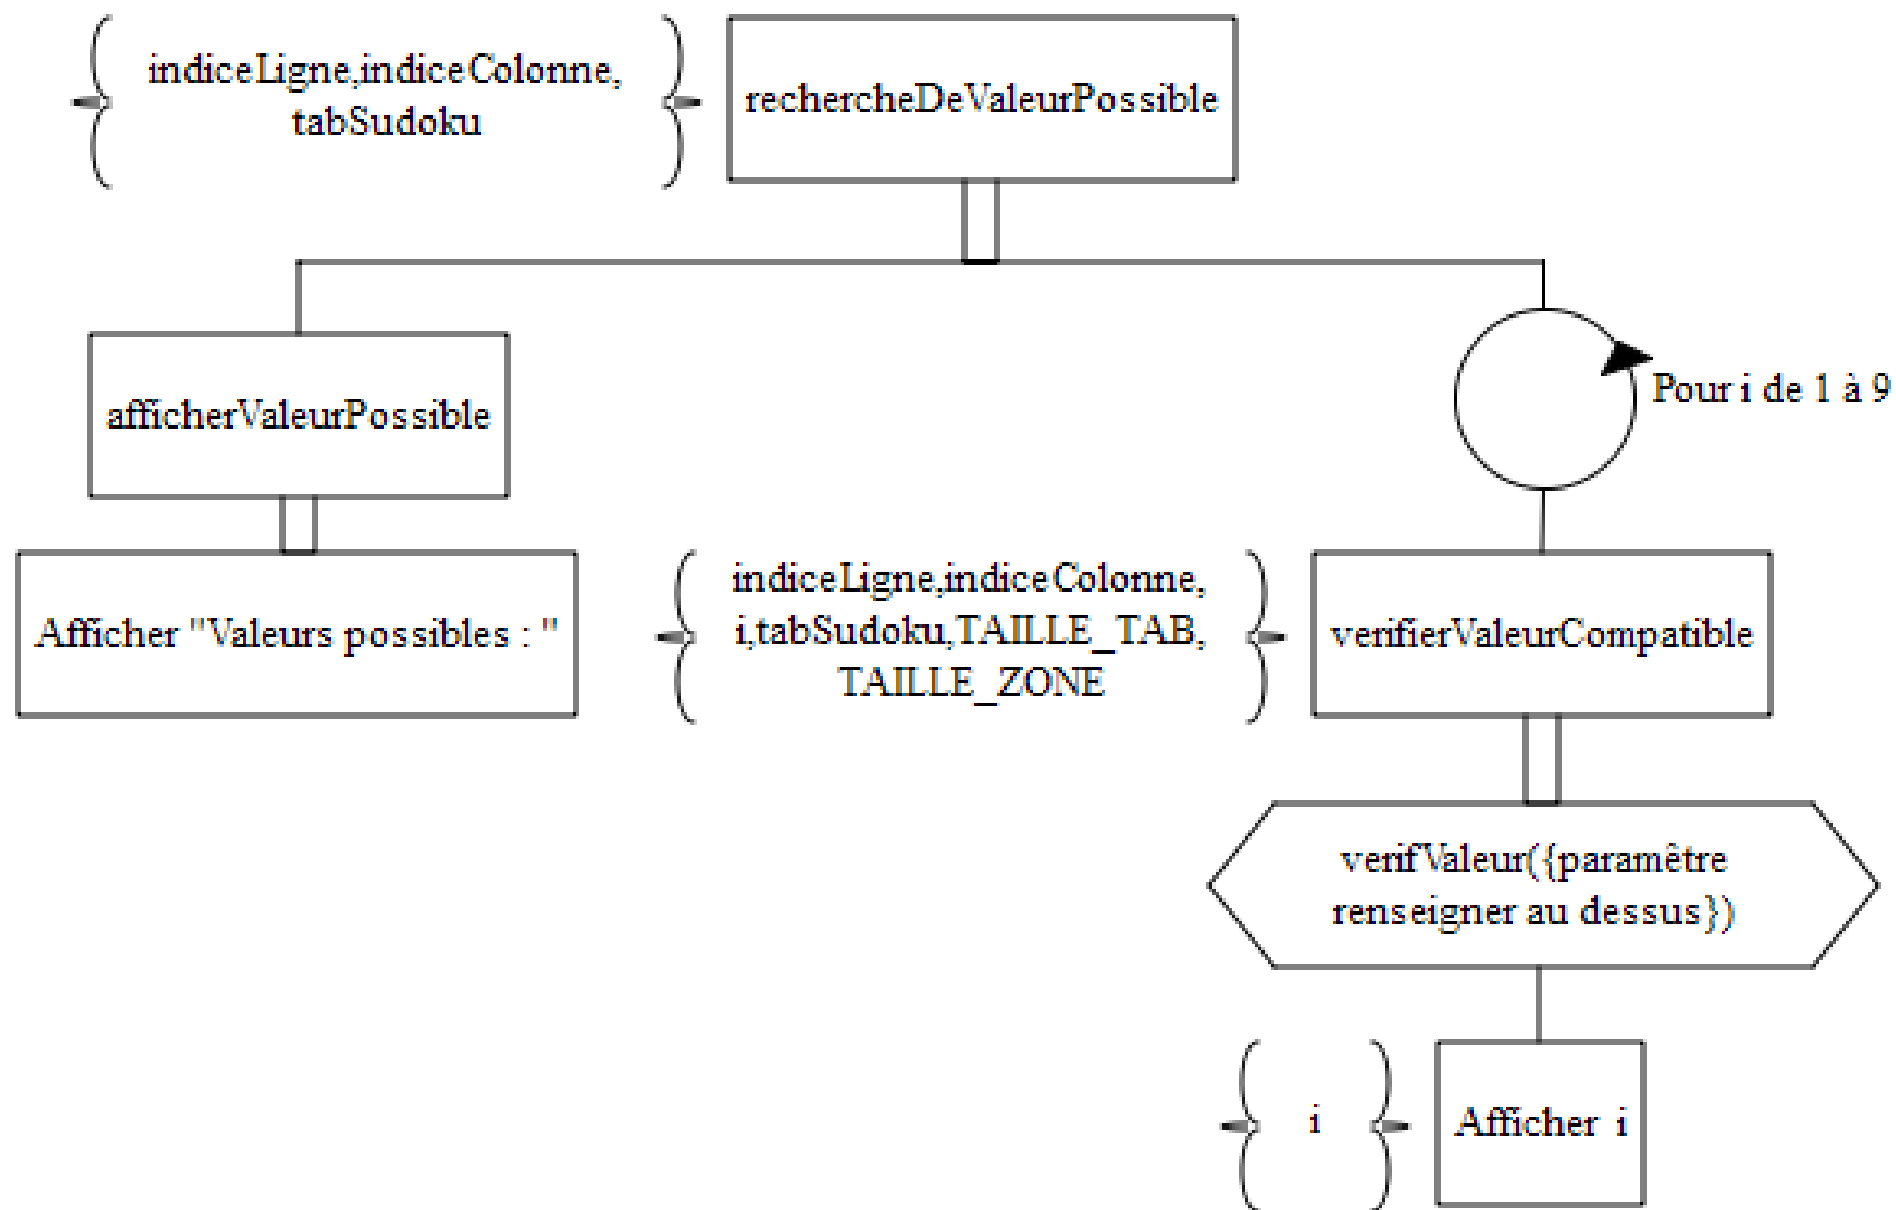 indiceLigne,indiceColonne,
tabSudoku
rechercheDeValeurPossible
afficherValeurPossible
Pour i de 1 à 9
Afficher "Valeurs possibles : "
indiceLigne,indiceColonne,
i,tabSudoku,TAILLE_TAB,
TAILLE_ZONE
verifierValeurCompatible
verifValeur({paramêtre
renseigner au dessus})
i
Afficher i